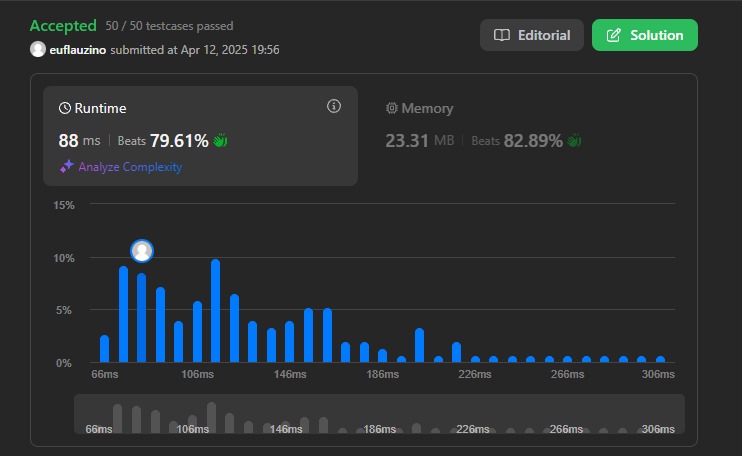 Accepted 50 / 50 testcases passed
euflauzino submitted at Apr 12, 2025 19:56
Editorial
Solution
Runtime
88 ms | Beats 79.61%
Analyze Complexity
Memory
23.31 MB | Beats 82.89%
15%
10%
5%
0%
66ms 106ms 146ms 186ms 226ms 266ms 306ms
66ms 106ms 146ms 186ms 226ms 266ms 306ms